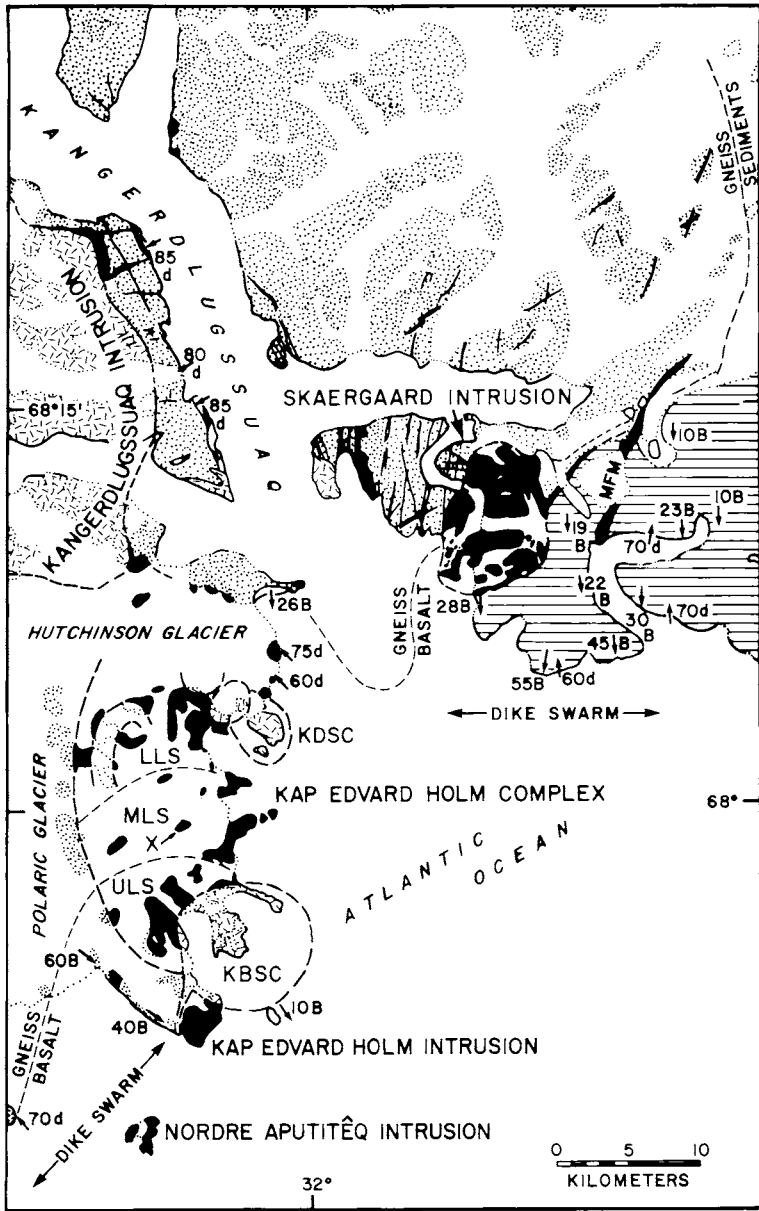 KANGERDLUGSSUAQ
GNEISS
SEDIMENTS
KANGERDLUGSSUAQ INTRUSION
85
d
80
d
85
d
68°15'
SKAERGAARD INTRUSION
10B
MFM
10B
23B
19
B
70d
22
B
30
B
70d
45B
28B
55B
60d
GNEISS
BASALT
DIKE SWARM
26B
HUTCHINSON GLACIER
75d
60d
KDSC
LLS
KAP EDVARD HOLM COMPLEX
68°
MLS
X
POLARIC GLACIER
ATLANTIC
OCEAN
ULS
KBSC
60B
10B
40B
KAP EDVARD HOLM INTRUSION
GNEISS
BASALT
DIKE SWARM
70d
NORDRE APUTITÊQ INTRUSION
0 5 10
KILOMETERS
32°